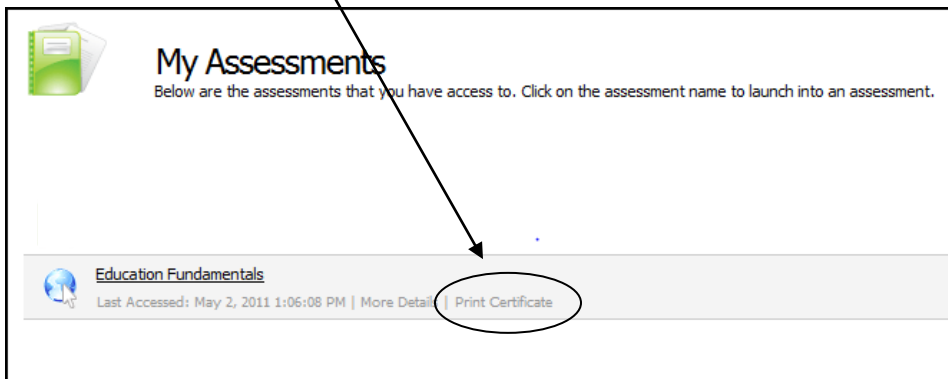 My Assessments
Below are the assessments that you have access to. Click on the assessment name to launch into an assessment.
Education Fundamentals
Last Accessed: May 2, 2011 1:06:08 PM | More Details | Print Certificate